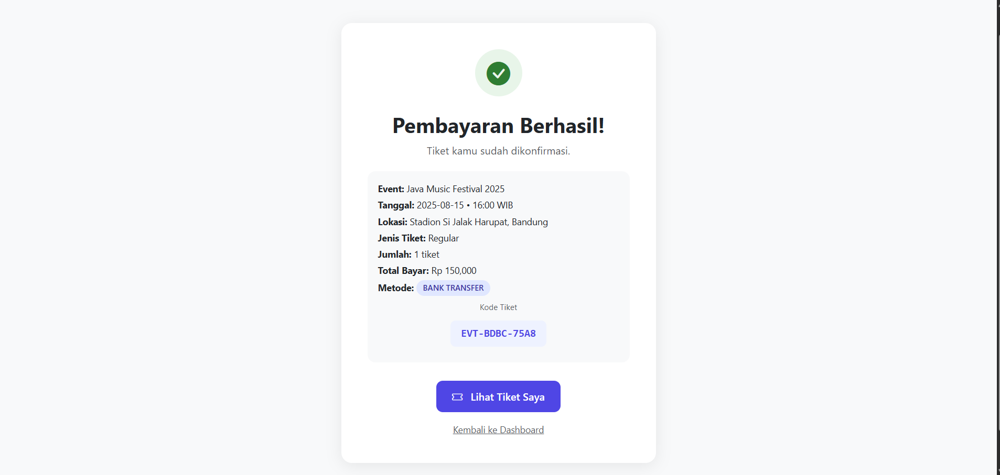 Pembayaran Berhasil!
Tiket kamu sudah dikonfirmasi.
Event: Java Music Festival 2025
Tanggal: 2025-08-15 • 16:00 WIB
Lokasi: Stadion Si Jalak Harupat, Bandung
Jenis Tiket: Regular
Jumlah: 1 tiket
Total Bayar: Rp 150,000
Metode: BANK TRANSFER
Kode Tiket
EVT-BDBC-75A8
Lihat Tiket Saya
Kembali ke Dashboard